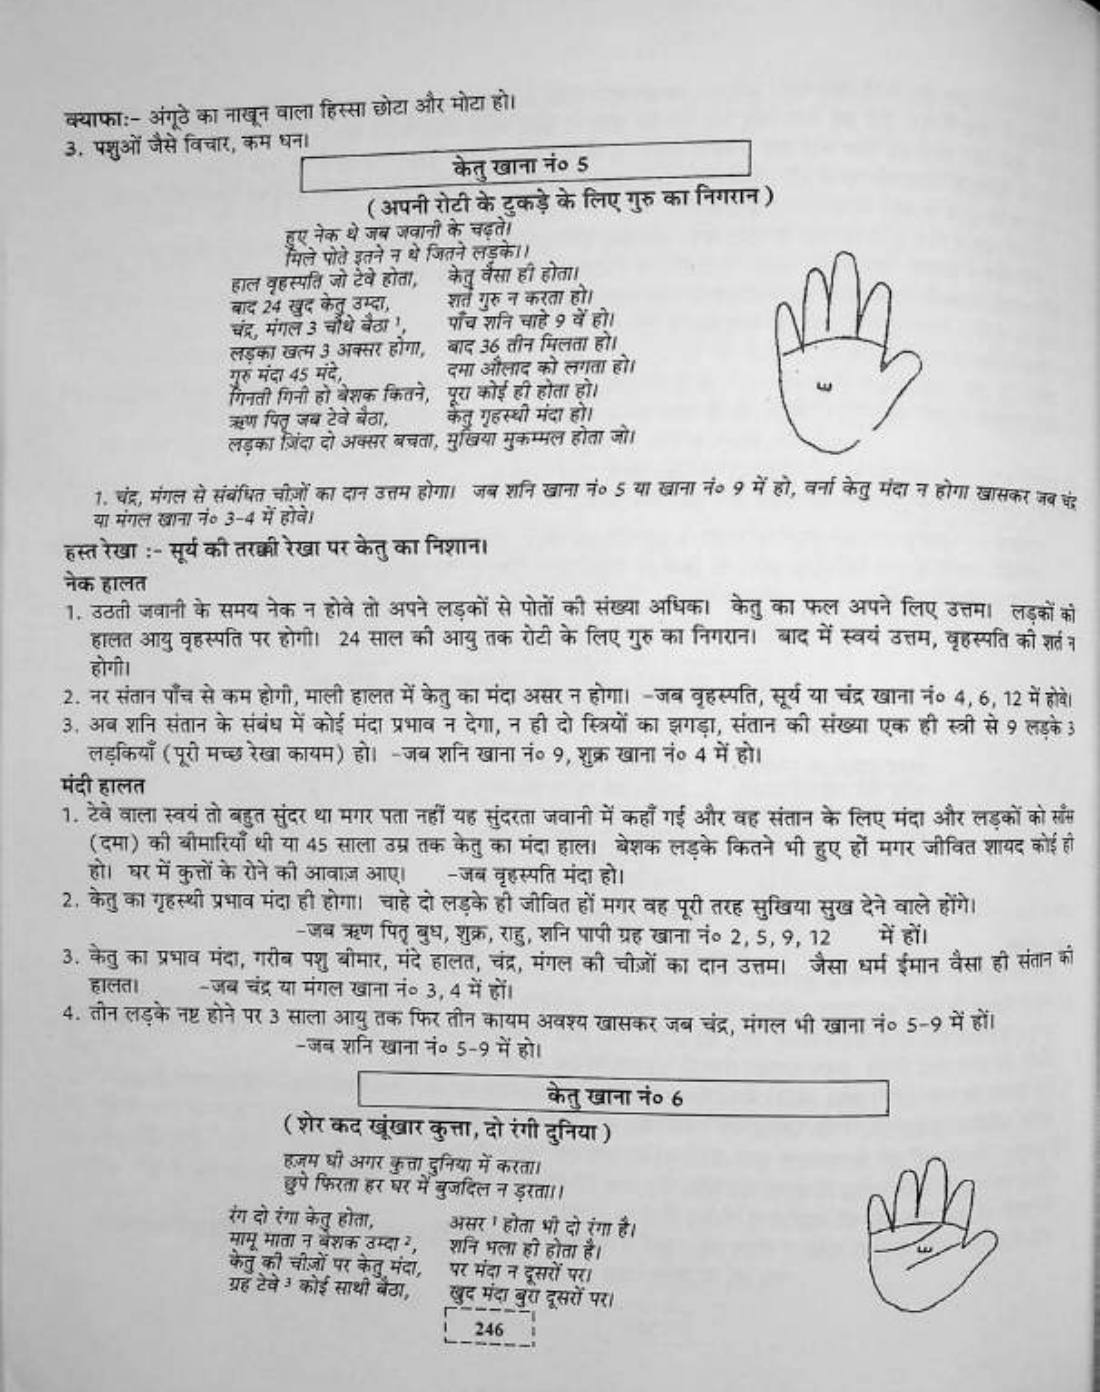 क्याफा:- अंगूठे का नाखून वाला हिस्सा छोटा और मोटा हो।
3. पशुओं जैसे विचार, कम धन।
केतु खाना नं० 5
(अपनी रोटी के टुकड़े के लिए गुरु का निगरान)
हुए नेक थे जब जवानी के चढ़ते।
मिले पोते इतने न थे जितने लड़के।।
हाल वृहस्पति जो टेवे होता, केतु वैसा ही होता।
बाद 24 खुद केतु उम्दा, शर्त गुरु न करता हो।
चंद्र, मंगल 3 चौथे बैठा ¹, पाँच शनि चाहे 9 वें हो।
लड़का खत्म 3 अक्सर होगा, बाद 36 तीन मिलता हो।
गुरु मंदा 45 मंदे, दमा औलाद को लगता हो।
गिनती गिनी हो बेशक कितने, पूरा कोई ही होता हो।
ऋण पितृ जब टेवे बैठा, केतु गृहस्थी मंदा हो।
लड़का ज़िंदा दो अक्सर बचता, मुखिया मुकम्मल होता जो।
1. चंद्र, मंगल से संबंधित चीज़ों का दान उत्तम होगा। जब शनि खाना नं० 5 या खाना नं० 9 में हो, वर्ना केतु मंदा न होगा खासकर जब चंद्र
या मंगल खाना नं० 3-4 में होवे।
हस्त रेखा :- सूर्य की तरक्की रेखा पर केतु का निशान।
नेक हालत
1. उठती जवानी के समय नेक न होवे तो अपने लड़कों से पोतों की संख्या अधिक। केतु का फल अपने लिए उत्तम। लड़कों की
हालत आयु वृहस्पति पर होगी। 24 साल की आयु तक रोटी के लिए गुरु का निगरान। बाद में स्वयं उत्तम, वृहस्पति की शर्त न
होगी।
2. नर संतान पाँच से कम होगी, माली हालत में केतु का मंदा असर न होगा। -जब वृहस्पति, सूर्य या चंद्र खाना नं० 4, 6, 12 में होवे।
3. अब शनि संतान के संबंध में कोई मंदा प्रभाव न देगा, न ही दो स्त्रियों का झगड़ा, संतान की संख्या एक ही स्त्री से 9 लड़के 3
लड़कियाँ (पूरी मच्छ रेखा कायम) हो। -जब शनि खाना नं० 9, शुक्र खाना नं० 4 में हो।
मंदी हालत
1. टेवे वाला स्वयं तो बहुत सुंदर था मगर पता नहीं यह सुंदरता जवानी में कहाँ गई और वह संतान के लिए मंदा और लड़कों को साँस
(दमा) की बीमारियाँ थी या 45 साला उम्र तक केतु का मंदा हाल। बेशक लड़के कितने भी हुए हों मगर जीवित शायद कोई ही
हो। घर में कुत्तों के रोने की आवाज़ आए। -जब वृहस्पति मंदा हो।
2. केतु का गृहस्थी प्रभाव मंदा ही होगा। चाहे दो लड़के ही जीवित हों मगर वह पूरी तरह सुखिया सुख देने वाले होंगे।
-जब ऋण पितृ बुध, शुक्र, राहु, शनि पापी ग्रह खाना नं० 2, 5, 9, 12 में हों।
3. केतु का प्रभाव मंदा, गरीब पशु बीमार, मंदे हालत, चंद्र, मंगल की चीज़ों का दान उत्तम। जैसा धर्म ईमान वैसा ही संतान की
हालत। -जब चंद्र या मंगल खाना नं० 3, 4 में हों।
4. तीन लड़के नष्ट होने पर 3 साला आयु तक फिर तीन कायम अवश्य खासकर जब चंद्र, मंगल भी खाना नं० 5-9 में हों।
-जब शनि खाना नं० 5-9 में हो।
केतु खाना नं० 6
(शेर कद खूंखार कुत्ता, दो रंगी दुनिया)
हज़म घी अगर कुत्ता दुनिया में करता।
छुपे फिरता हर घर में बुजदिल न ड़रता।।
रंग दो रंगा केतु होता, असर ¹ होता भी दो रंगा है।
मामू माता न बेशक उम्दा ², शनि भला ही होता है।
केतु की चीज़ों पर केतु मंदा, पर मंदा न दूसरों पर।
ग्रह टेवे ³ कोई साथी बैठा, खुद मंदा बुरा दूसरों पर।
246